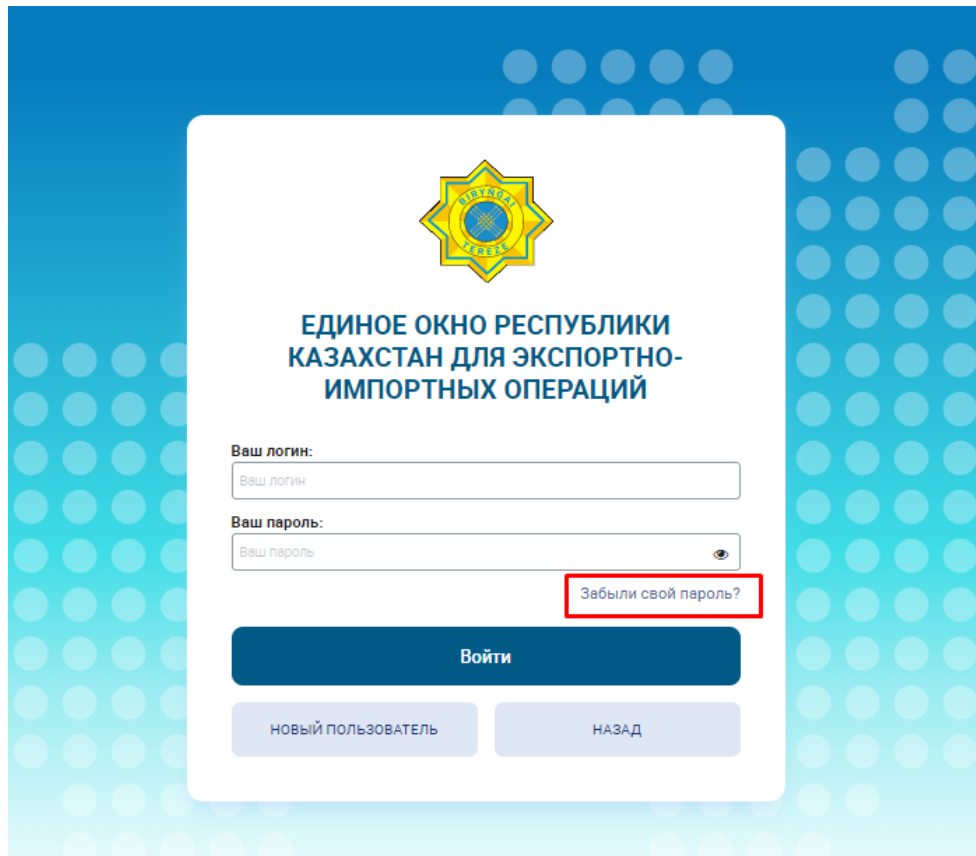 BIRYŃǴAI
TEREZE
ЕДИНОЕ ОКНО РЕСПУБЛИКИ
КАЗАХСТАН ДЛЯ ЭКСПОРТНО-
ИМПОРТНЫХ ОПЕРАЦИЙ
Ваш логин:
Ваш логин
Ваш пароль:
Ваш пароль
Забыли свой пароль?
Войти
НОВЫЙ ПОЛЬЗОВАТЕЛЬ
НАЗАД